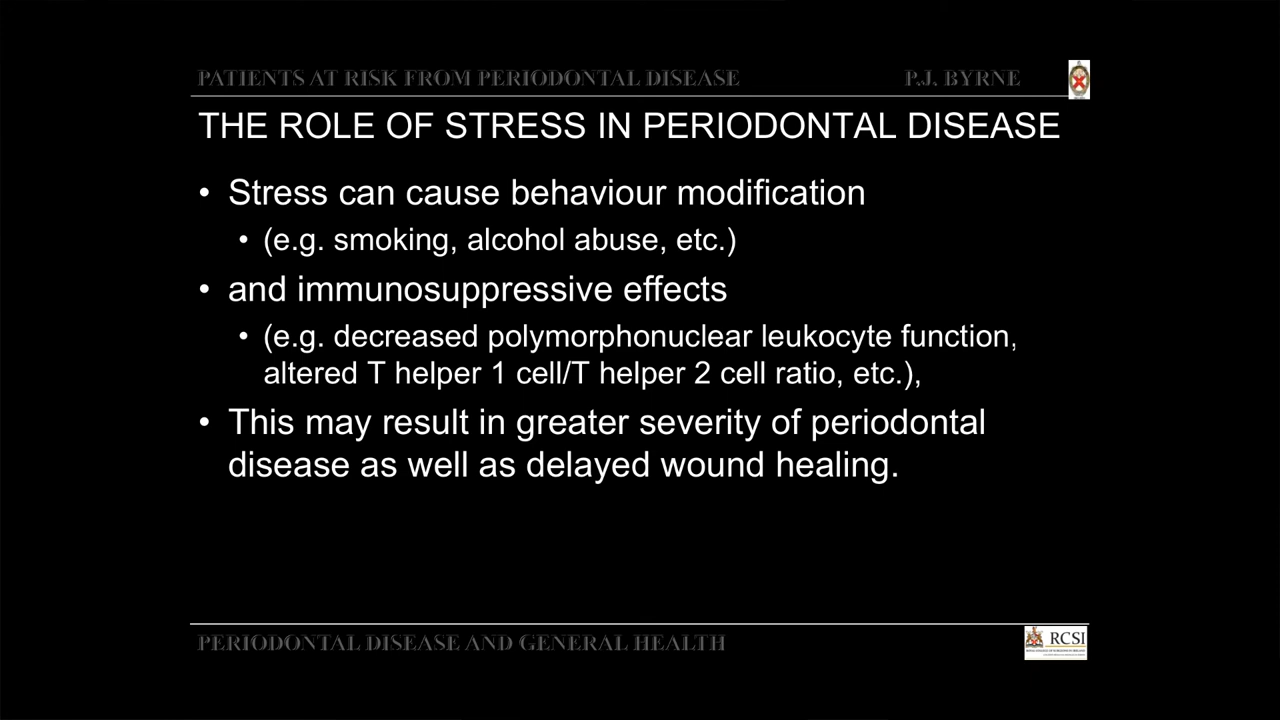 PATIENTS AT RISK FROM PERIODONTAL DISEASE P.J. BYRNE
THE ROLE OF STRESS IN PERIODONTAL DISEASE
• Stress can cause behaviour modification
• (e.g. smoking, alcohol abuse, etc.)
• and immunosuppressive effects
• (e.g. decreased polymorphonuclear leukocyte function,
altered T helper 1 cell/T helper 2 cell ratio, etc.),
• This may result in greater severity of periodontal
disease as well as delayed wound healing.
PERIODONTAL DISEASE AND GENERAL HEALTH
RCSI